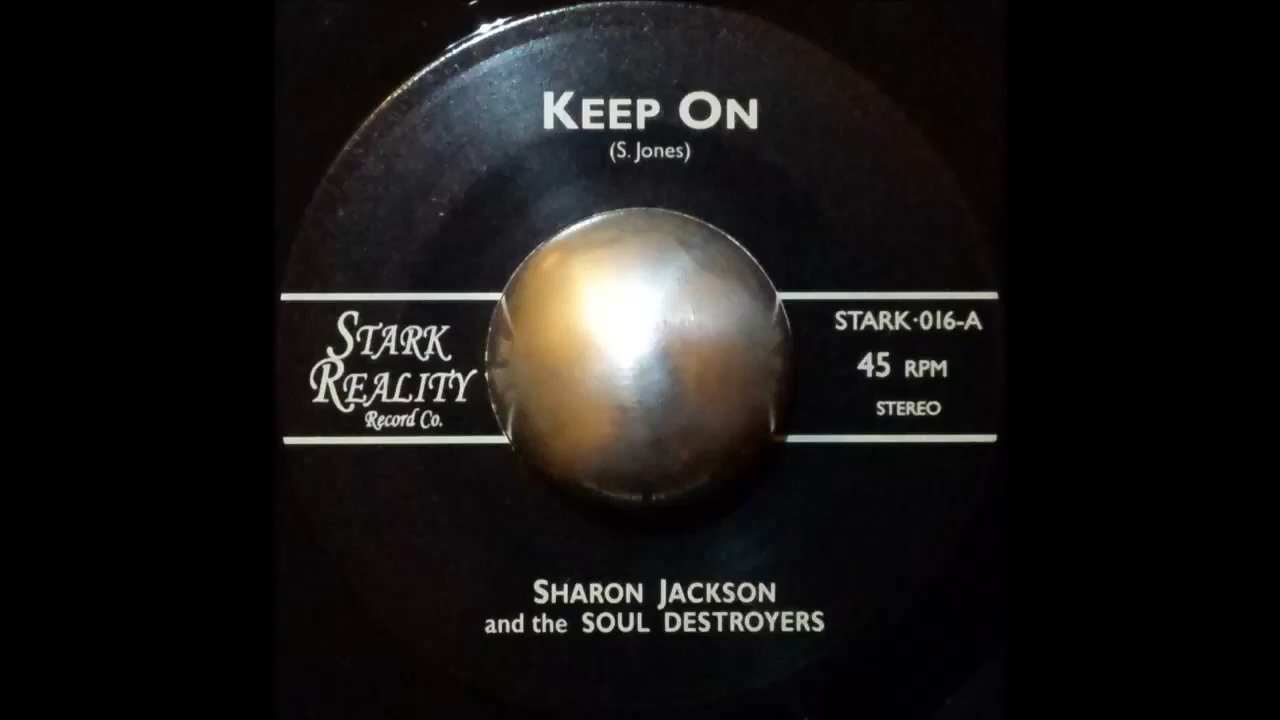 KEEP ON
(S. Jones)
STARK
REALITY
Record Co.
STARK·016-A
45 RPM
STEREO
SHARON JACKSON
and the SOUL DESTROYERS